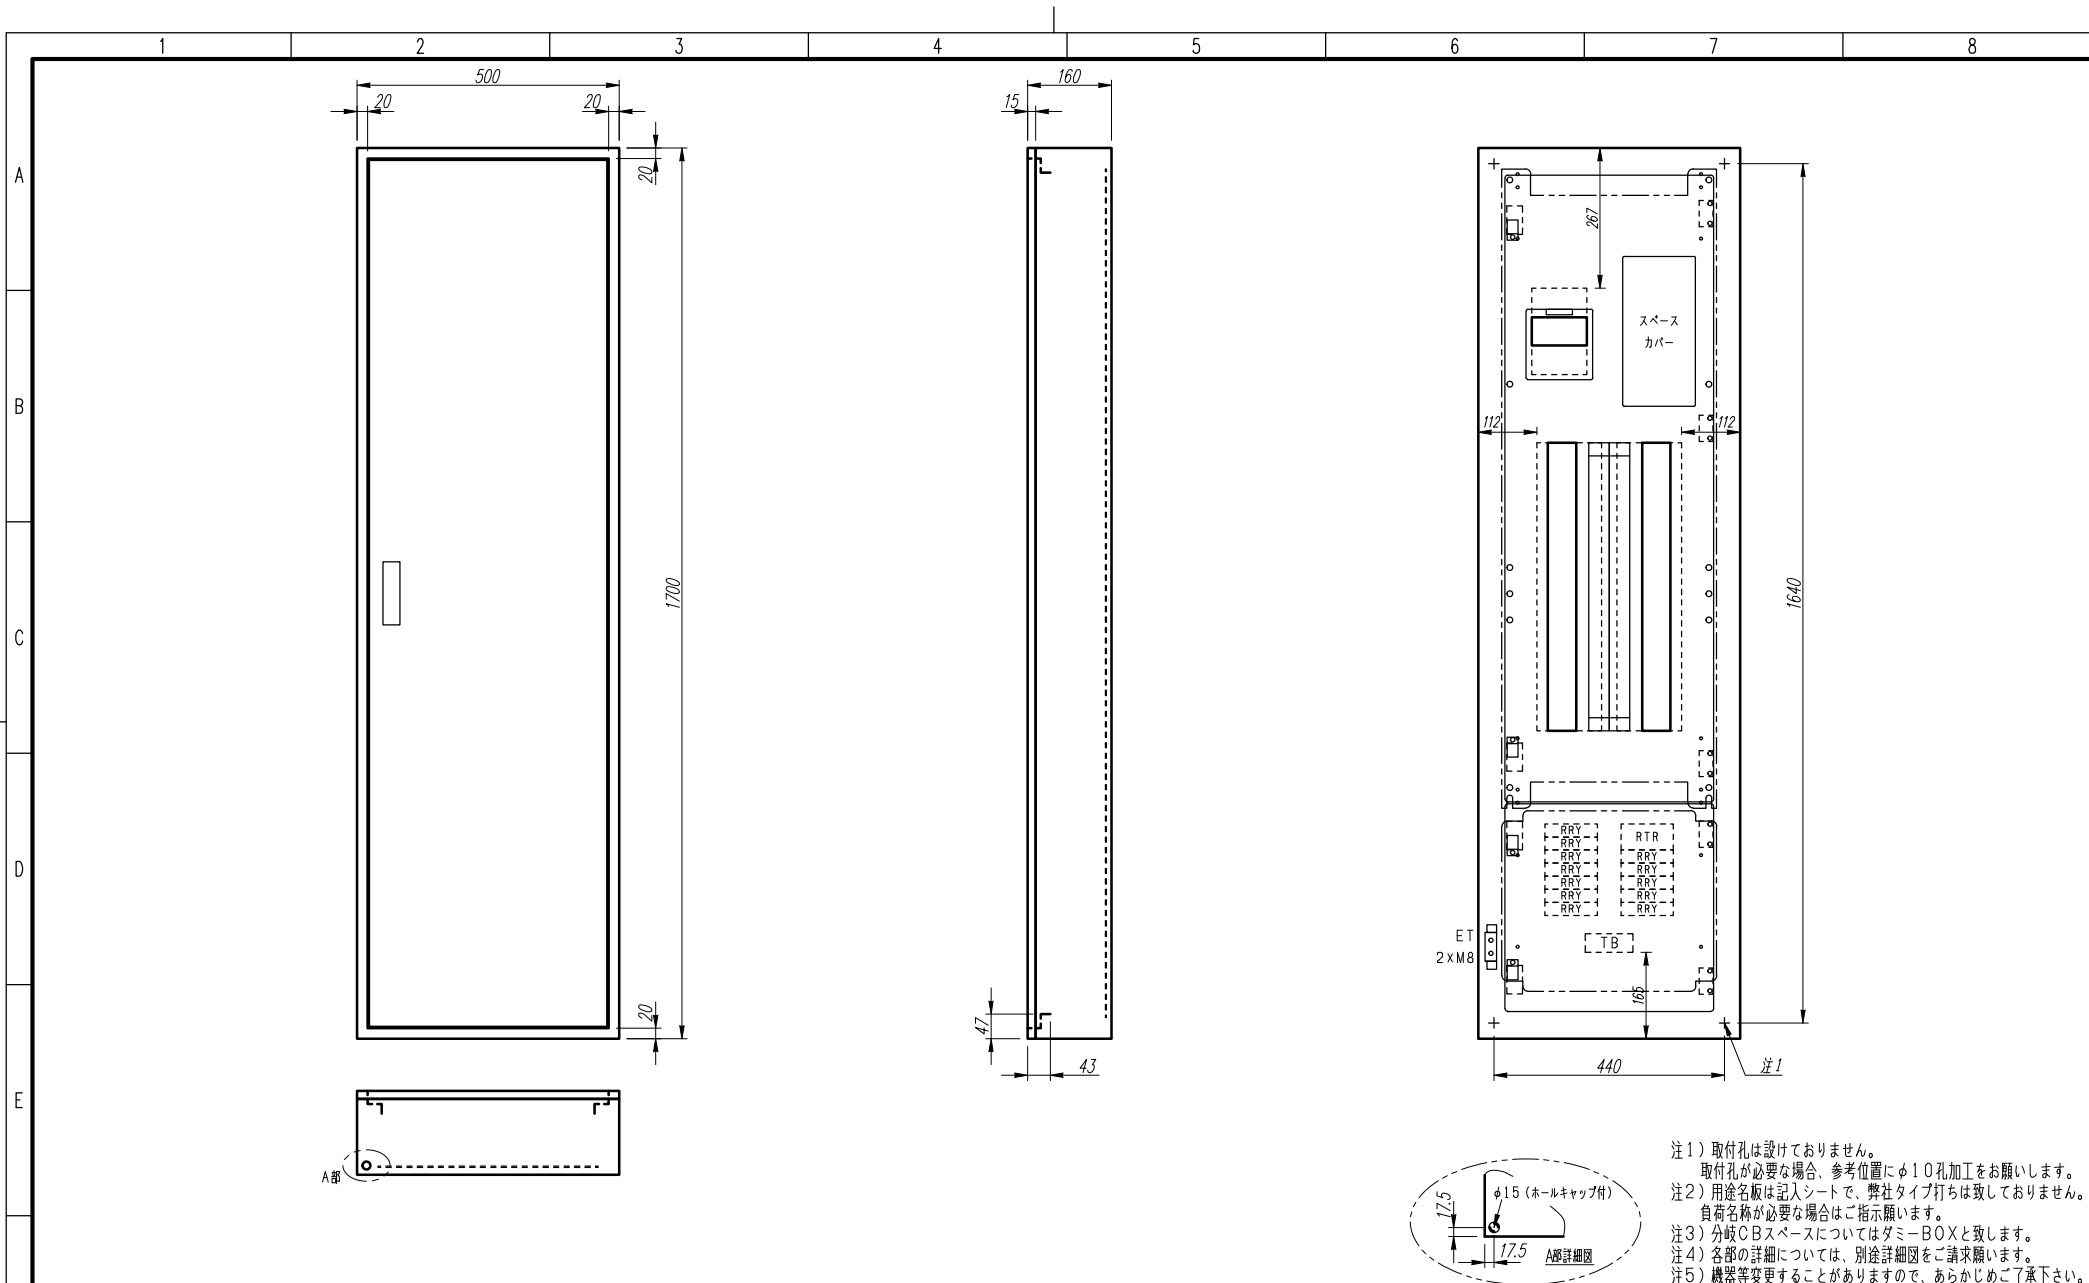 1 2 3 4 5 6 7 8
A
B
C
D
E
500
20 20
20
1700
20
A部
160
15
47
43
267
スペース
カバー
112 112
1640
RRY
RRY
RRY
RRY
RRY
RRY
RRY
RTR
RRY
RRY
RRY
RRY
RRY
ET
2×M8
TB
165
440
注1
17.5
φ15(ホールキャップ付)
17.5
A部詳細図
注1)取付孔は設けておりません。
取付孔が必要な場合、参考位置にφ10孔加工をお願いします。
注2)用途名板は記入シートで、弊社タイプ打ちは致しておりません。
負荷名称が必要な場合はご指示願います。
注3)分岐CBスペースについてはダミーBOXと致します。
注4)各部の詳細については、別途詳細図をご請求願います。
注5)機器等変更することがありますので、あらかじめご了承下さい。